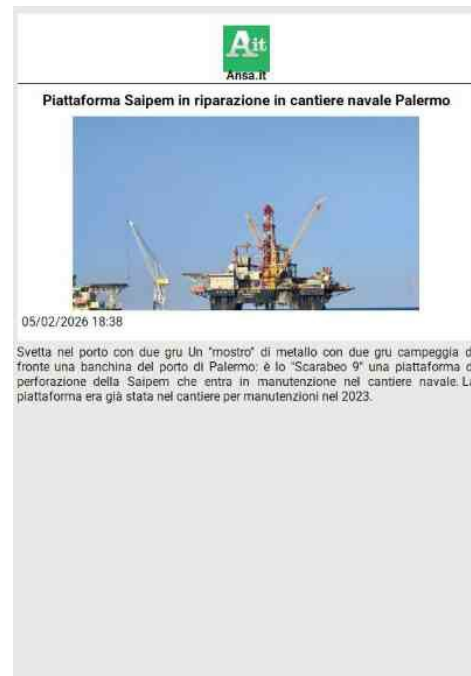 Ait
Ansa.it
Piattaforma Saipem in riparazione in cantiere navale Palermo
05/02/2026 18:38
Svetta nel porto con due gru Un "mostro" di metallo con due gru campeggia d
fronte una banchina del porto di Palermo: è lo "Scarabeo 9" una piattaforma d
perforazione della Saipem che entra in manutenzione nel cantiere navale. La
piattaforma era già stata nel cantiere per manutenzioni nel 2023.